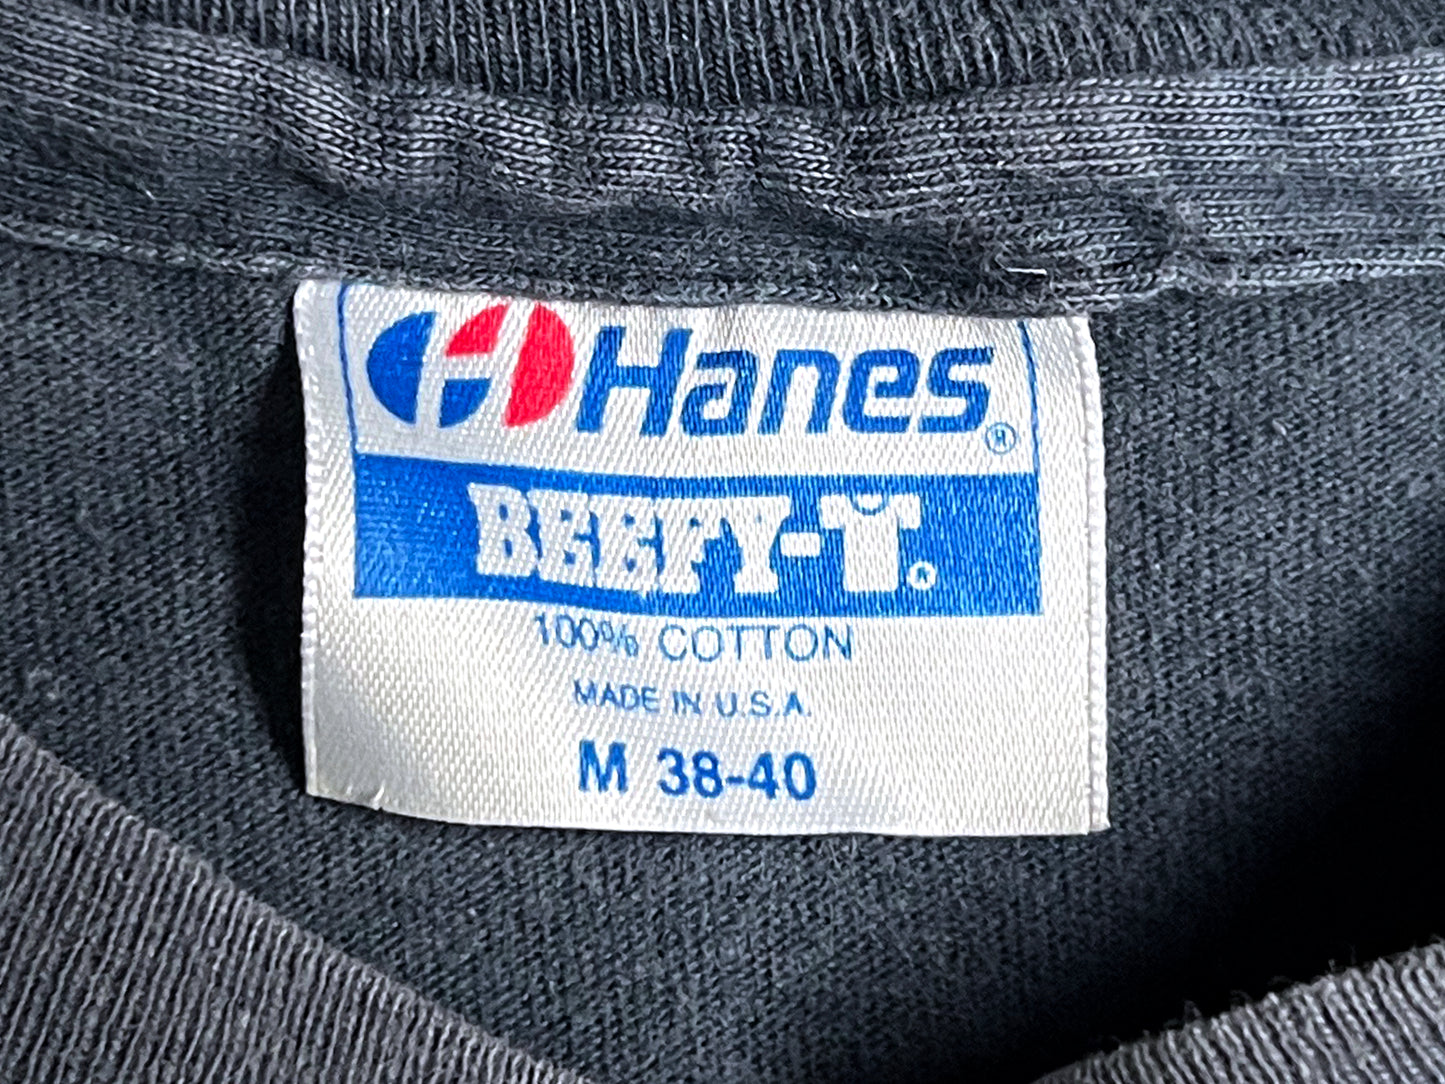 Hanes®
BEEFY-T®
100% COTTON
MADE IN U.S.A.
M 38-40